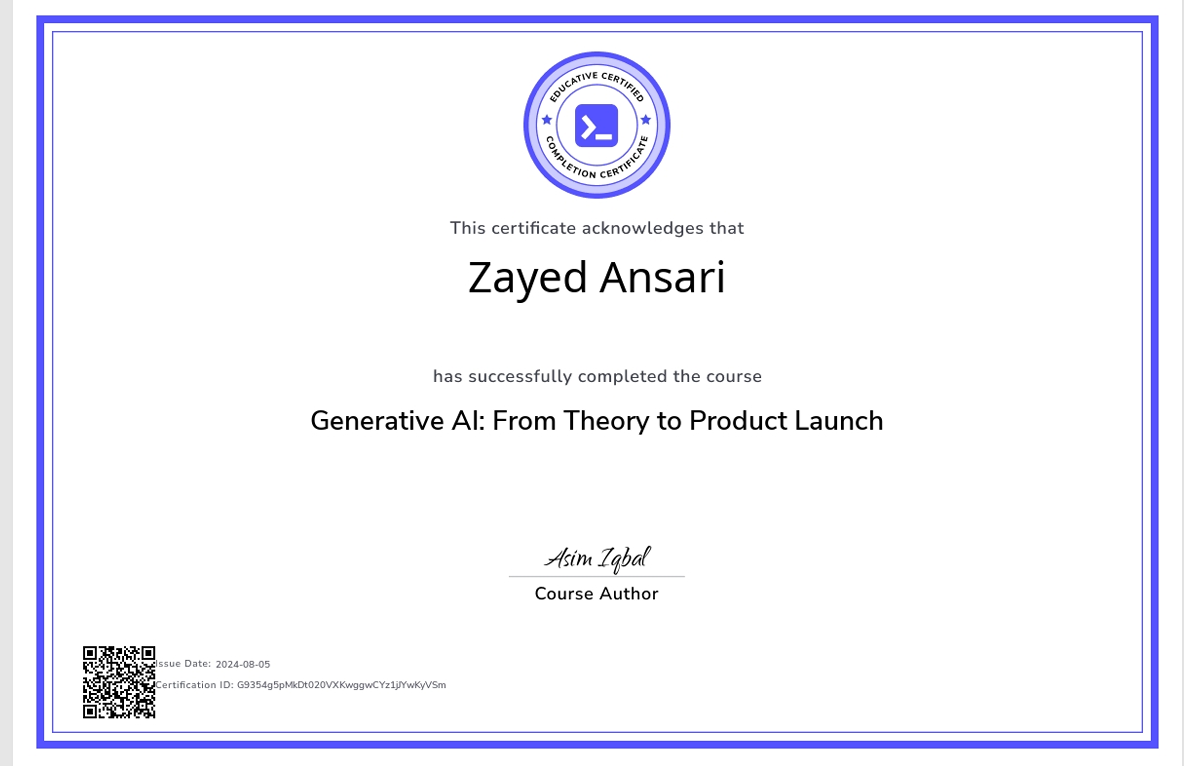 EDUCATIVE CERTIFIED
COMPLETION CERTIFICATE
This certificate acknowledges that
Zayed Ansari
has successfully completed the course
Generative AI: From Theory to Product Launch
Asim Iqbal
Course Author
Issue Date: 2024-08-05
Certification ID: G9354g5pMkDt020VXKwggwCYz1jJYwKyVSm